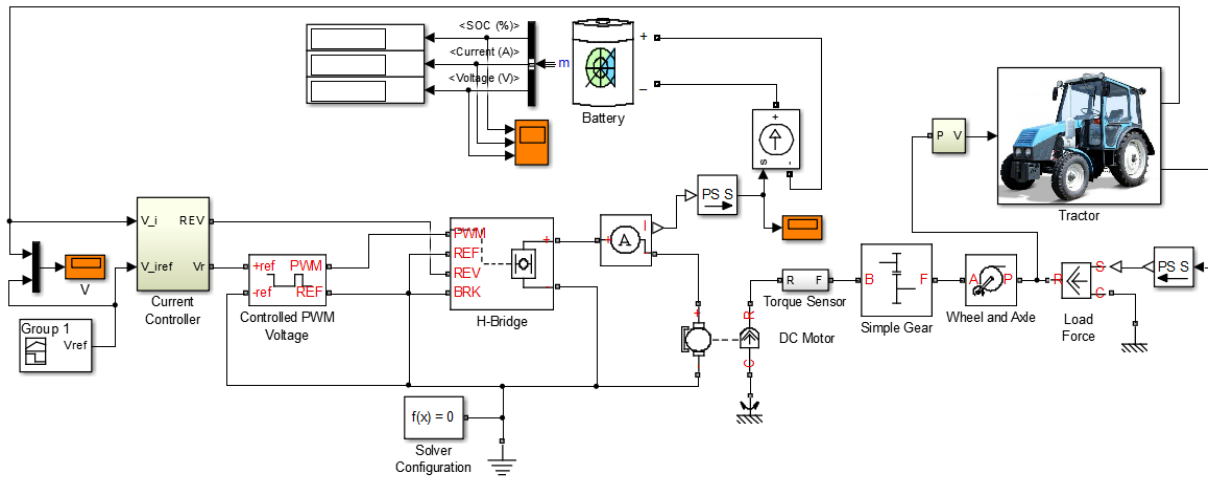 <SOC (%)>
<Current (A)>
<Voltage (V)>
m
+
−
Battery
+
s
-
P V
Tractor
V_i REV
V_iref Vr
Current
Controller
V
Group 1
Vref
+ref PWM
-ref REF
Controlled PWM
Voltage
PWM
REF
REV
BRK
+
-
H-Bridge
+ A I
-
PS S
+
-
R
C
DC Motor
R F
Torque Sensor
B F
Simple Gear
A P
Wheel and Axle
R S
C
Load
Force
PS S
f(x) = 0
Solver
Configuration